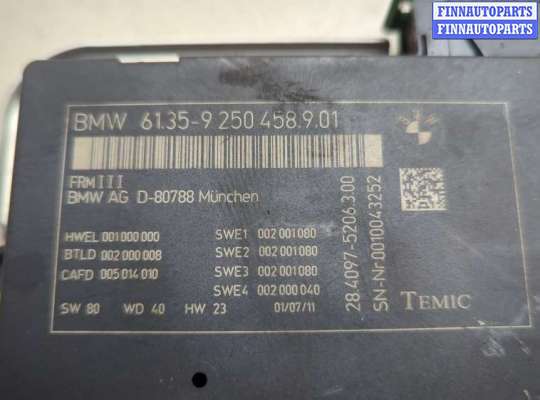 FINNAUTOPARTS
FINNAUTOPARTS
FINNAUTOPARTS
BMW 61.35-9 250 458.9.01
FRM III
BMW AG D-80788 München
HWEL 001 000 000
BTLD 002 000 008
CAFD 005 014 010
SWE1 002 001 080
SWE2 002 001 080
SWE3 002 001 080
SWE4 002 000 040
SW 80 WD 40 HW 23 01/07/11
28.4097-5206.3.00
SN-Nr-0010043252
TEMIC